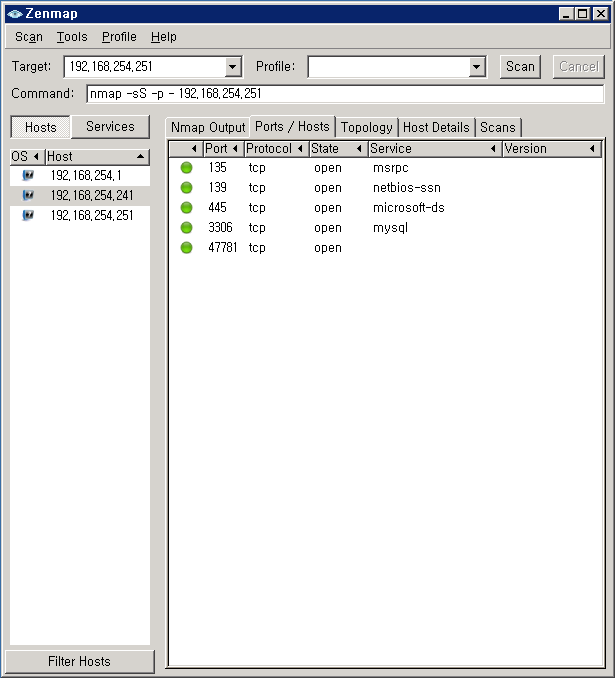 Zenmap
Scan Tools Profile Help
Target: 192,168,254,251 Profile: Scan Cancel
Command: nmap -sS -p - 192,168,254,251
Hosts Services
Nmap Output Ports / Hosts Topology Host Details Scans
OS Host
192,168,254,1
192,168,254,241
192,168,254,251
Port Protocol State Service Version
135 tcp open msrpc
139 tcp open netbios-ssn
445 tcp open microsoft-ds
3306 tcp open mysql
47781 tcp open
Filter Hosts